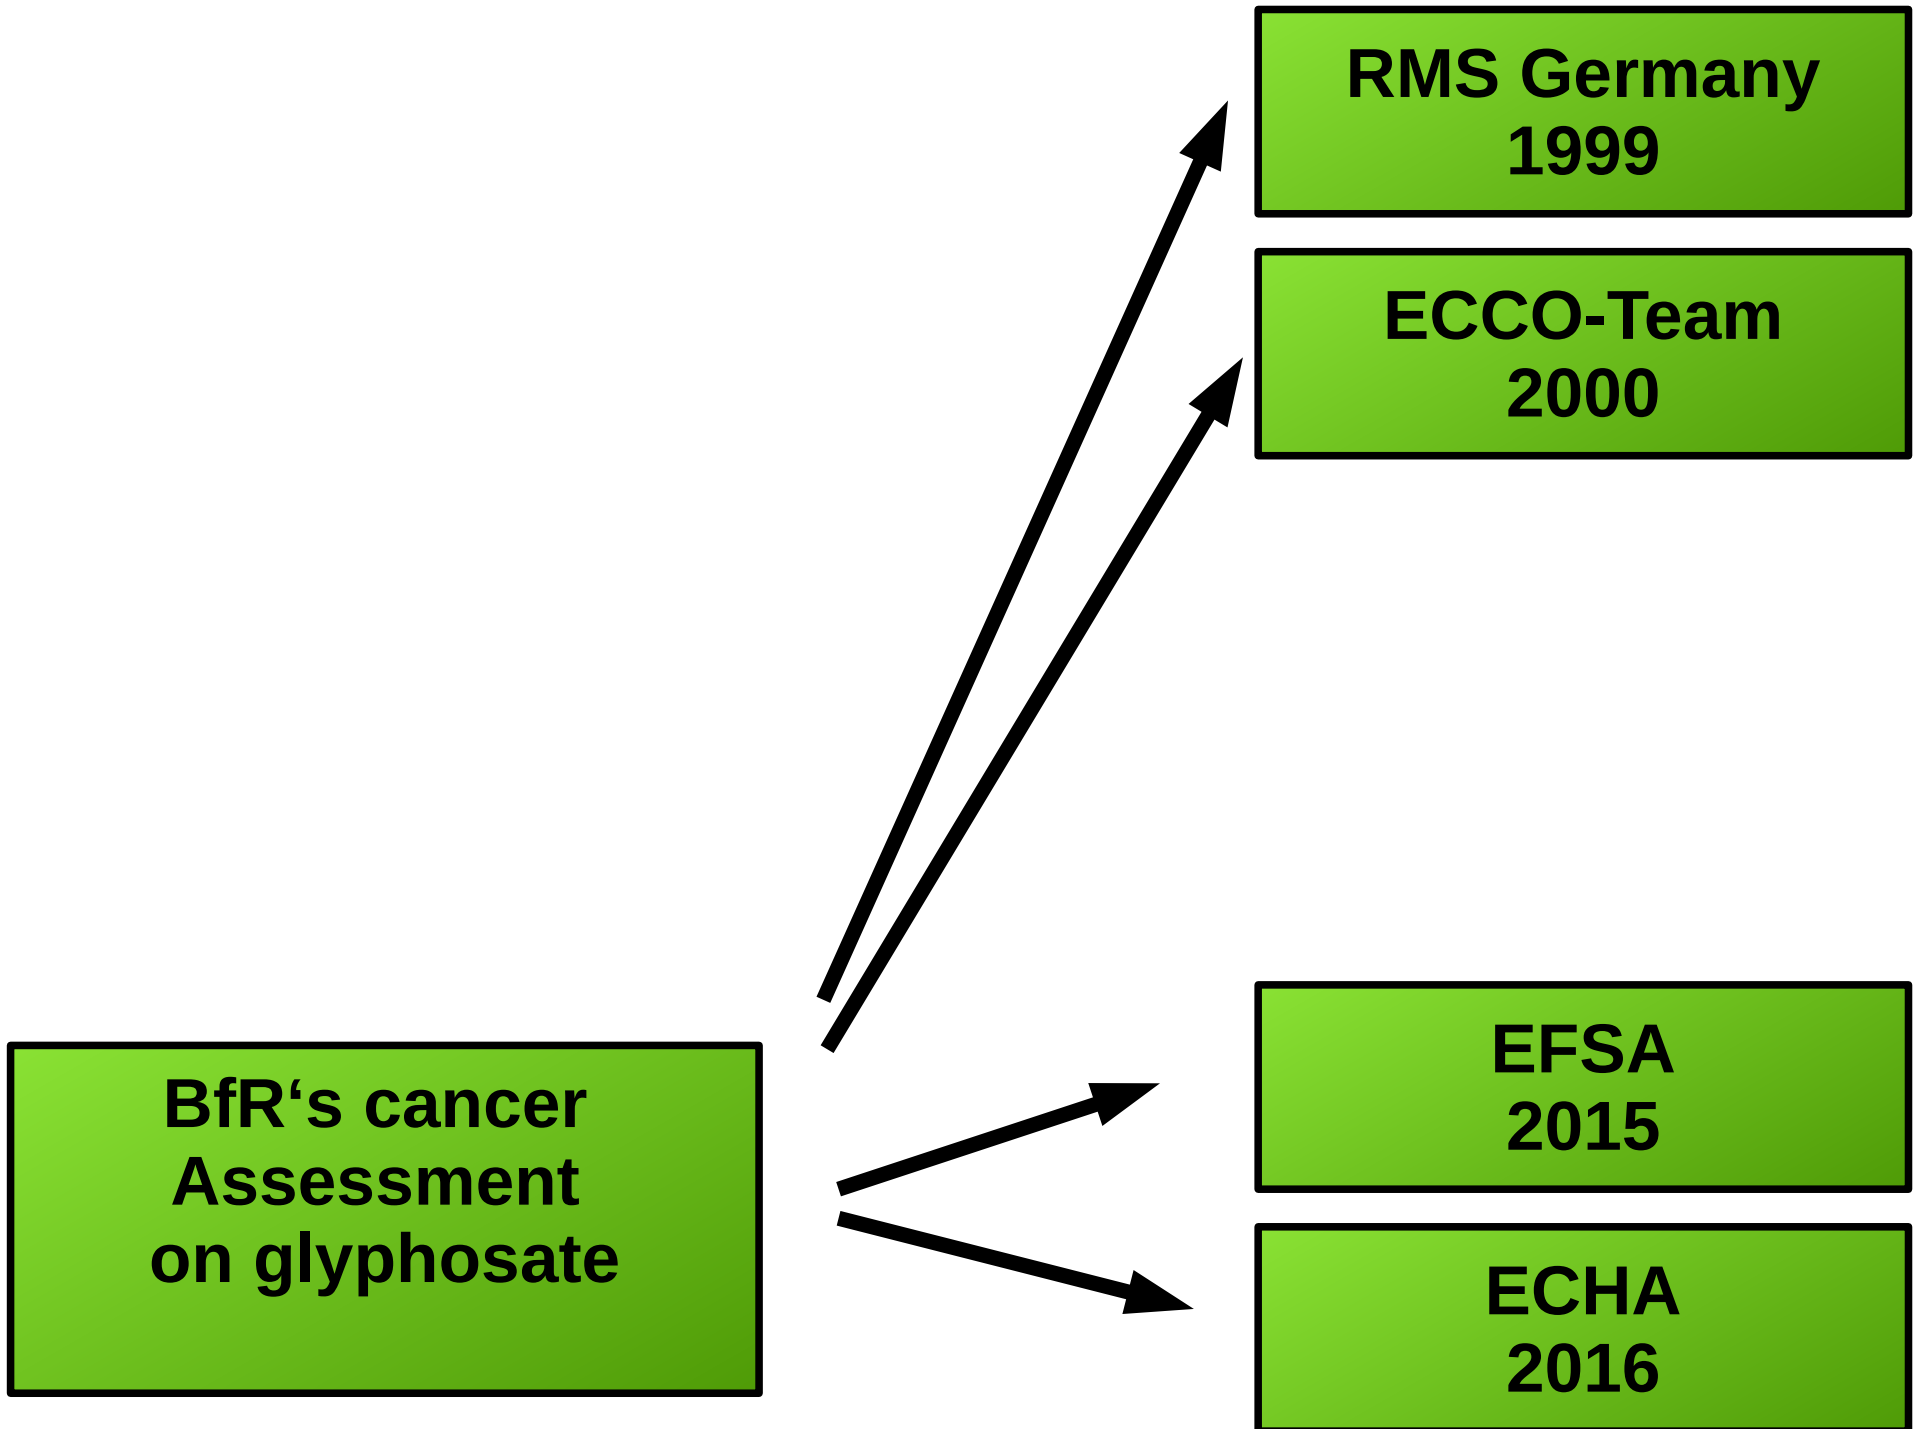 RMS Germany
1999
ECCO-Team
2000
BfR‘s cancer
Assessment
on glyphosate
EFSA
2015
ECHA
2016